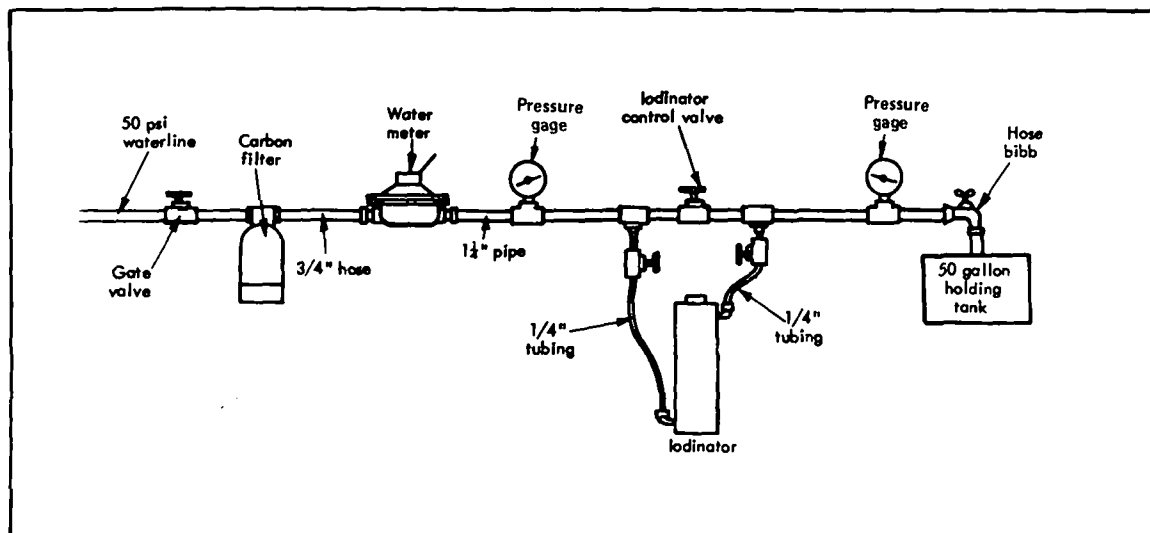 50 psi
waterline
Carbon
filter
Water
meter
Pressure
gage
Iodinator
control valve
Pressure
gage
Hose
bibb
Gate
valve
3/4" hose
1¼" pipe
1/4"
tubing
1/4"
tubing
50 gallon
holding
tank
Iodinator